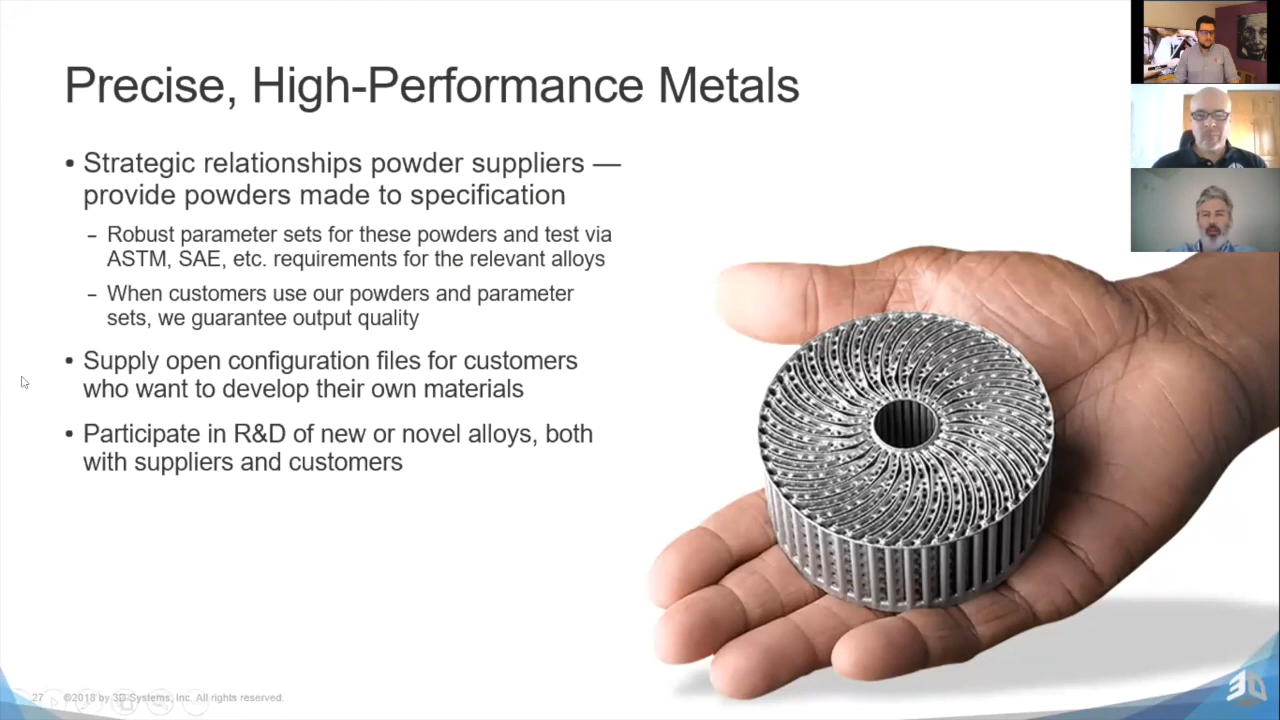 Precise, High-Performance Metals
• Strategic relationships powder suppliers —
provide powders made to specification
– Robust parameter sets for these powders and test via
ASTM, SAE, etc. requirements for the relevant alloys
– When customers use our powders and parameter
sets, we guarantee output quality
• Supply open configuration files for customers
who want to develop their own materials
• Participate in R&D of new or novel alloys, both
with suppliers and customers
27 ©2018 by 3D Systems, Inc. All rights reserved.
3D